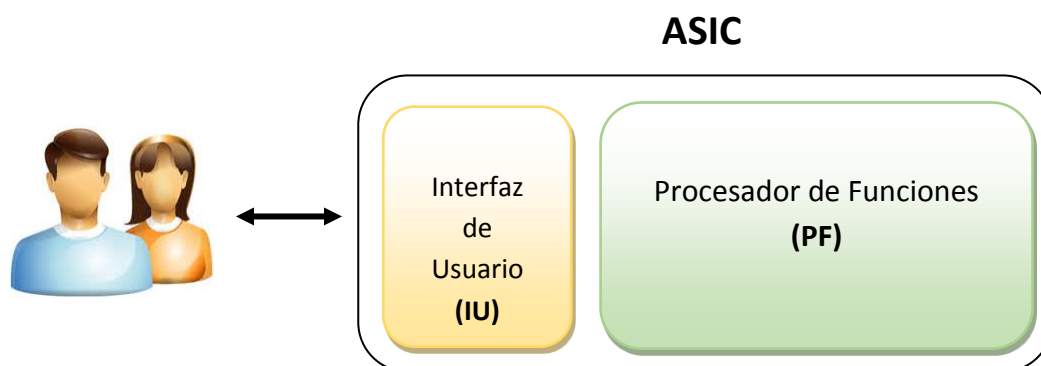 ASIC
Interfaz
de
Usuario
(IU)
Procesador de Funciones
(PF)